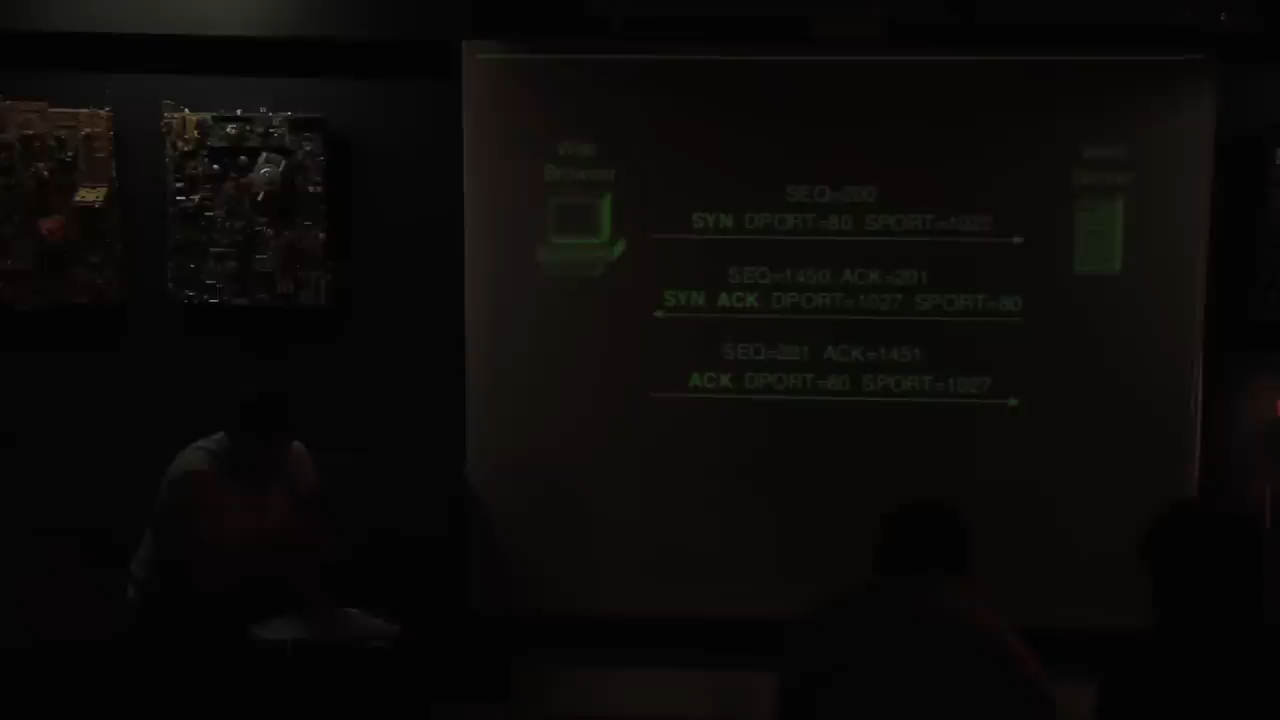 Web
Browser
SEQ=200
SYN DPORT=80 SPORT=1027
SEQ=1450 ACK=201
SYN ACK DPORT=1027 SPORT=80
SEQ=201 ACK=1451
ACK DPORT=80 SPORT=1027